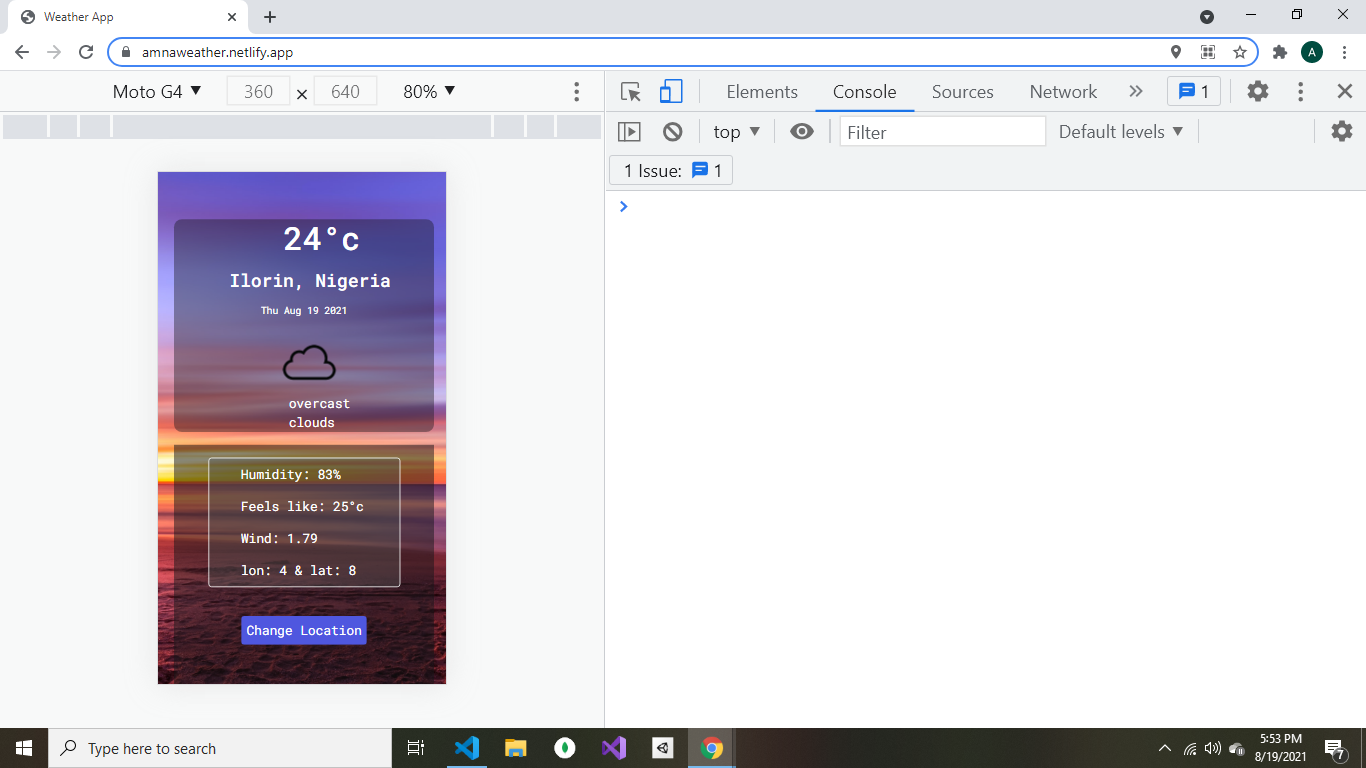 Weather App
amnaweather.netlify.app
A
Moto G4 360 × 640 80%
Elements Console Sources Network 1
top Filter Default levels
1 Issue: 1
24°c
Ilorin, Nigeria
Thu Aug 19 2021
overcast
clouds
Humidity: 83%
Feels like: 25°c
Wind: 1.79
lon: 4 & lat: 8
Change Location
Type here to search
5:53 PM
8/19/2021
7